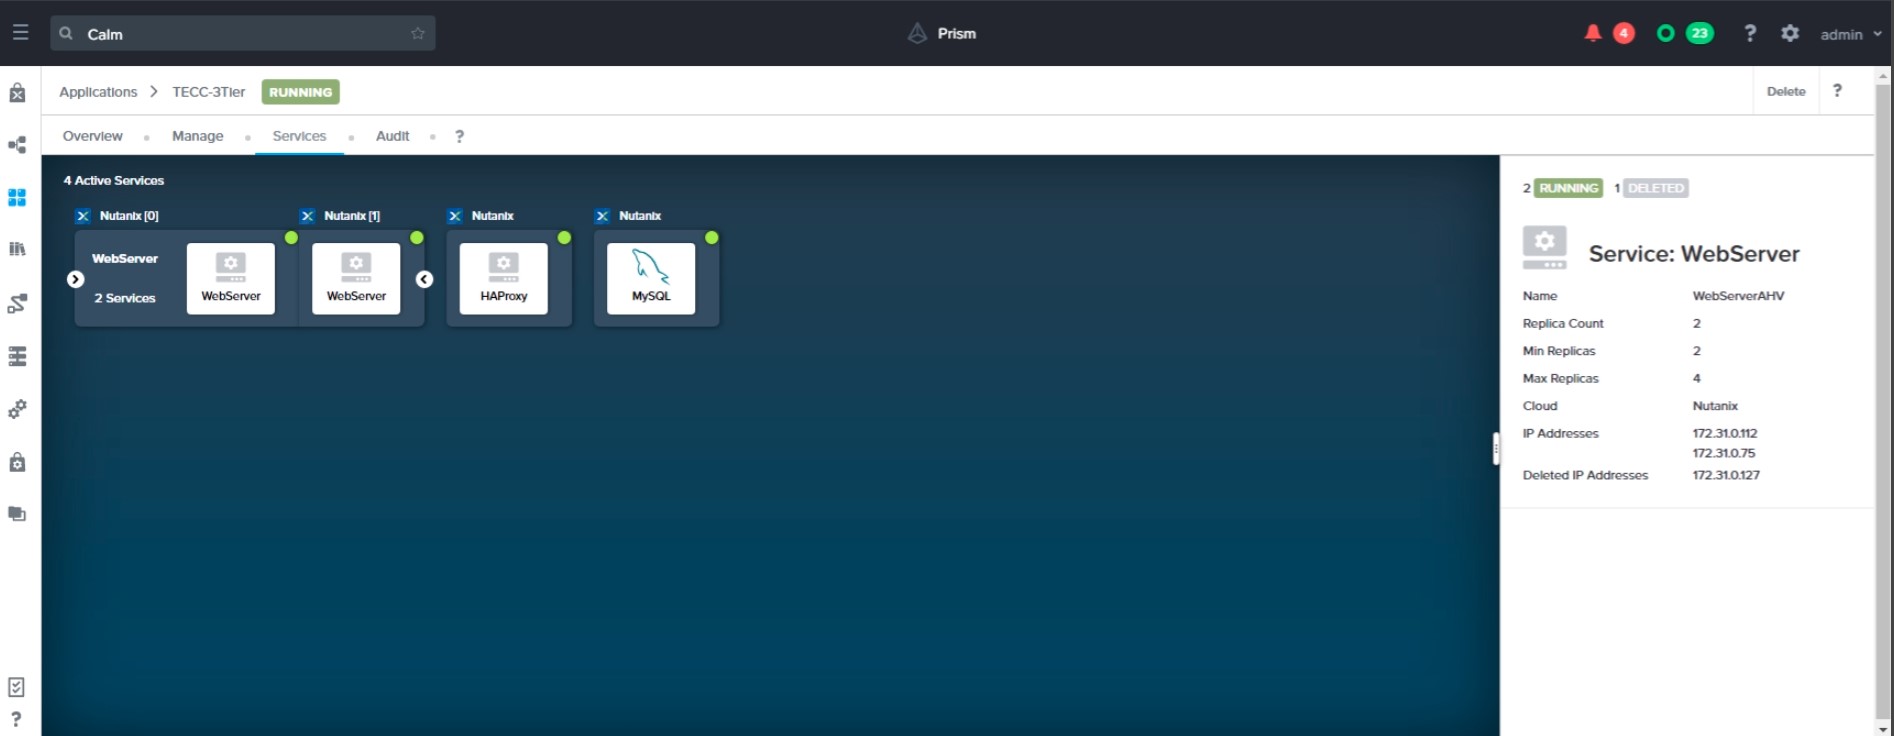 Calm
Prism
4
23
?
admin
Applications > TECC-3Tier RUNNING
Delete
?
Overview
Manage
Services
Audit
?
4 Active Services
Nutanix [0]
Nutanix [1]
Nutanix
Nutanix
WebServer
2 Services
WebServer
WebServer
HAProxy
MySQL
2 RUNNING 1 DELETED
Service: WebServer
Name WebServerAHV
Replica Count 2
Min Replicas 2
Max Replicas 4
Cloud Nutanix
IP Addresses 172.31.0.112
172.31.0.75
Deleted IP Addresses 172.31.0.127
?